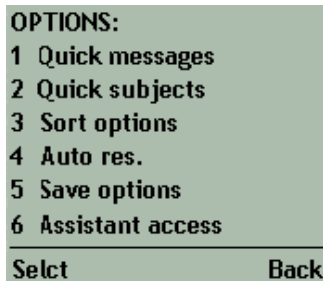 OPTIONS:
1 Quick messages
2 Quick subjects
3 Sort options
4 Auto res.
5 Save options
6 Assistant access
Selct Back